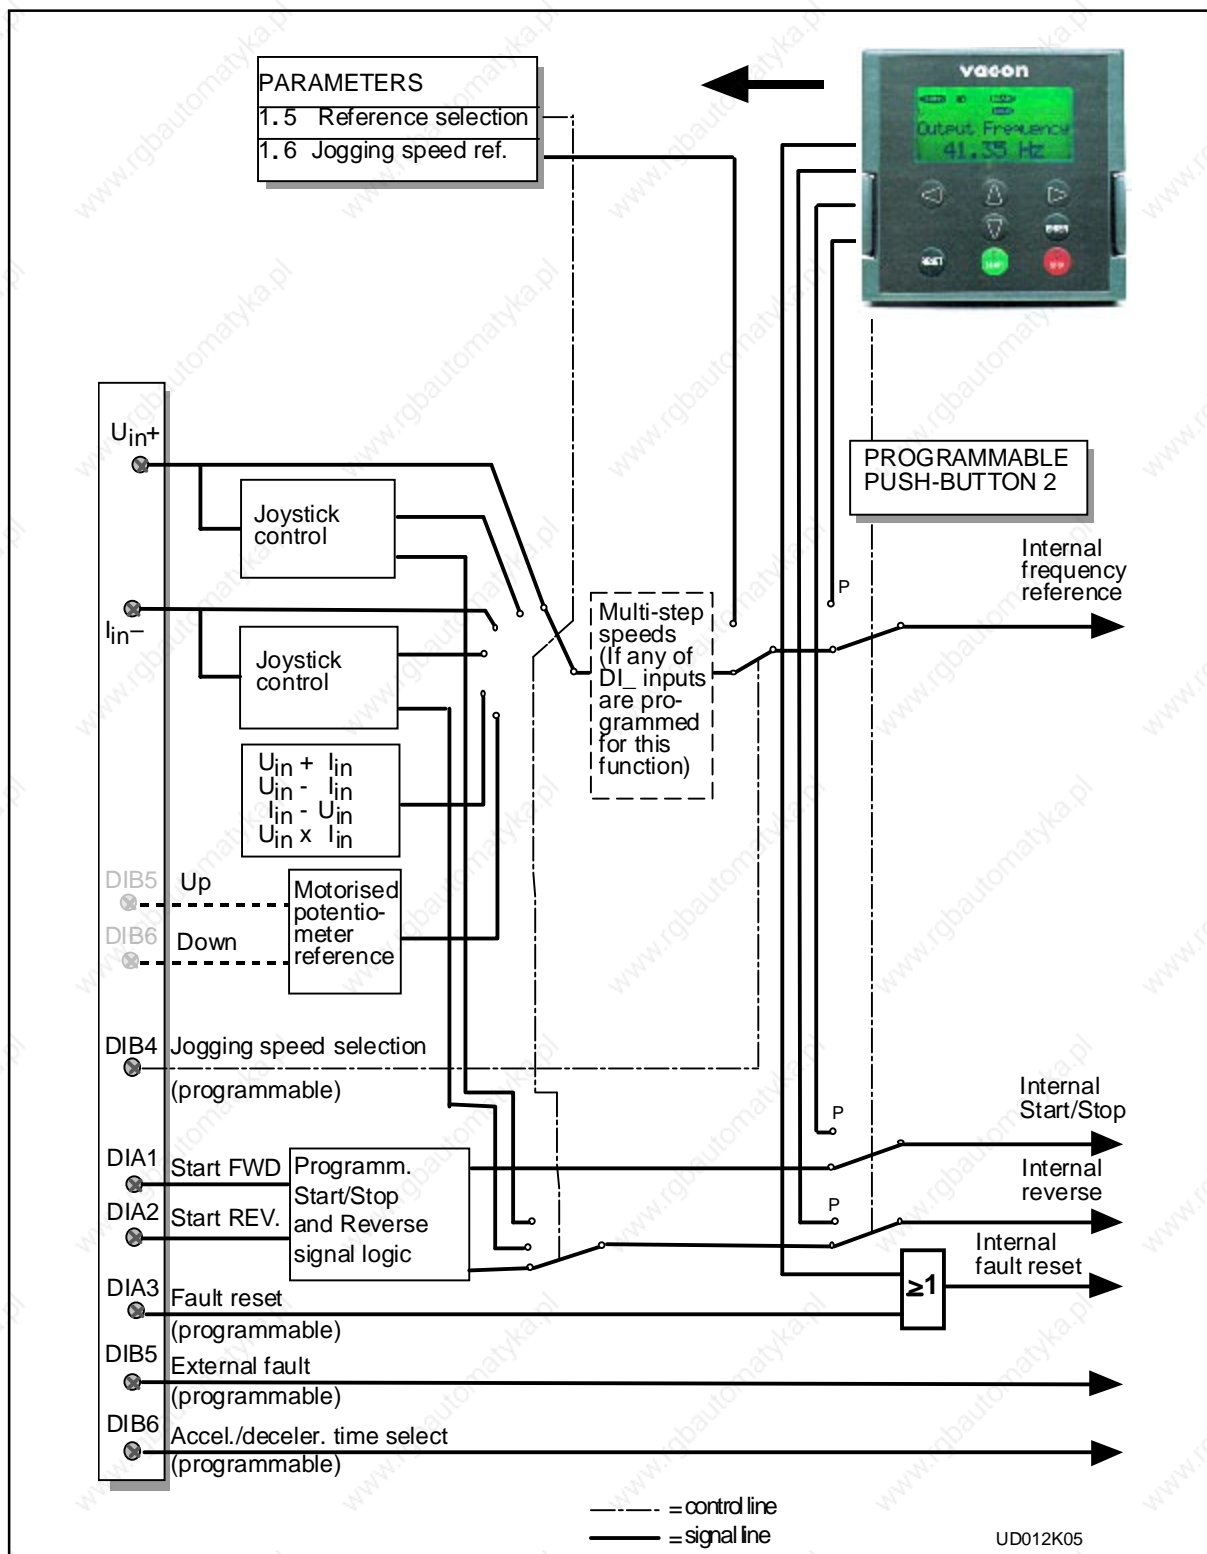 PARAMETERS
1.5 Reference selection
1.6 Jogging speed ref.
vacon
Output Frequency
41.35 Hz
RESET
ENTER
PROGRAMMABLE
PUSH-BUTTON 2
Uin+
Joystick
control
Iin−
Joystick
control
Uin + Iin
Uin - Iin
Iin - Uin
Uin x Iin
Multi-step
speeds
(If any of
DI_ inputs
are pro-
grammed
for this
function)
P
Internal
frequency
reference
DIB5 Up
DIB6 Down
Motorised
potentio-
meter
reference
DIB4 Jogging speed selection
(programmable)
P
Internal
Start/Stop
DIA1 Start FWD
DIA2 Start REV.
Programm.
Start/Stop
and Reverse
signal logic
P
Internal
reverse
Internal
fault reset
≥1
DIA3 Fault reset
(programmable)
DIB5 External fault
(programmable)
DIB6 Accel./deceler. time select
(programmable)
= control line
= signal line
UD012K05
www.rgbautomatyka.pl